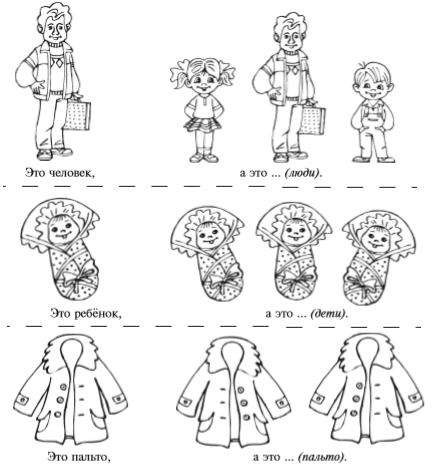 Это человек, а это ... (люди).
Это ребёнок, а это ... (дети).
Это пальто, а это ... (пальто).